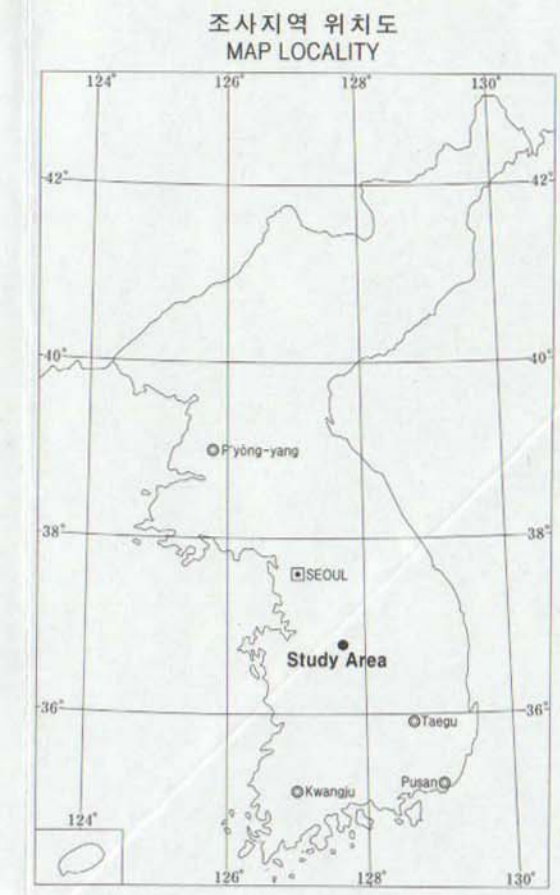 조사지역 위치도
MAP LOCALITY
124° 126° 128° 130°
42° 42°
40° 40°
P'yŏng-yang
38° 38°
SEOUL
Study Area
36° 36°
Taegu
Kwangju Pusan
124°
126° 128° 130°